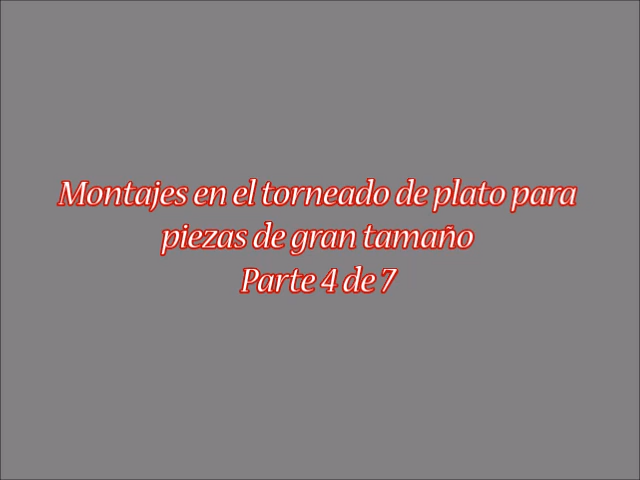 Montajes en el torneado de plato para
piezas de gran tamaño
Parte 4 de 7